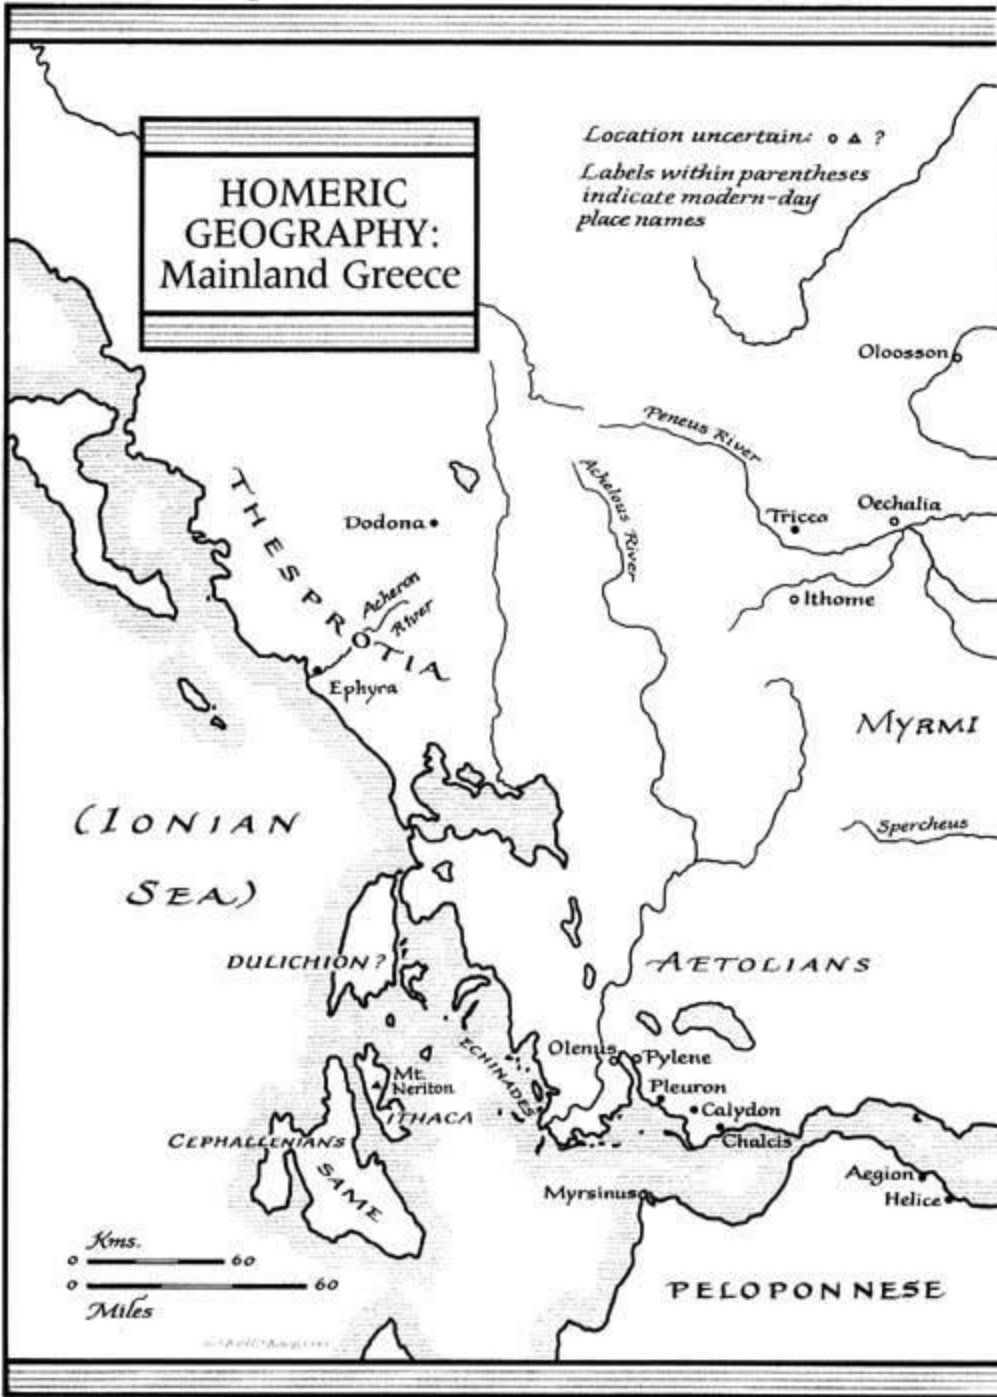 HOMERIC
GEOGRAPHY:
Mainland Greece
Location uncertain: ?
Labels within parentheses
indicate modern-day
place names
Oloosson
Peneus River
Achelous River
Tricca
Oechalia
Ithome
Dodona
THESPROTIA
Acheron
River
Ephyra
MYRMI
(IONIAN
SEA)
Spercheus
DULICHION?
AETOLIANS
ECHINADES
Olenus
Pylene
Mt.
Neriton
Pleuron
ITHACA
Calydon
CEPHALLENIANS
Chalcis
SAME
Aegion
Myrsinus
Helice
Kms.
0 60
0 60
Miles
PELOPONNESE